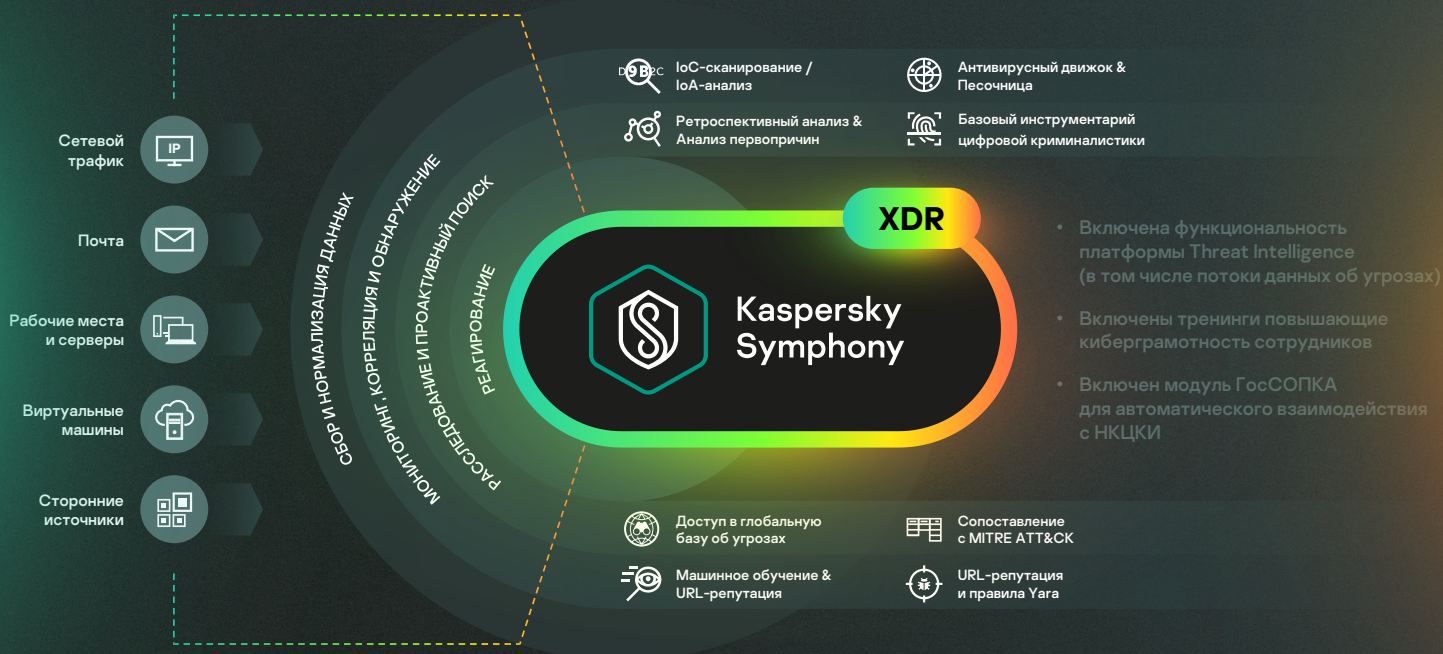 Сетевой
трафик
IP
Почта
Рабочие места
и серверы
Виртуальные
машины
Сторонние
источники
СБОР И НОРМАЛИЗАЦИЯ ДАННЫХ
МОНИТОРИНГ, КОРРЕЛЯЦИЯ И ОБНАРУЖЕНИЕ
РАССЛЕДОВАНИЕ И ПРОАКТИВНЫЙ ПОИСК
РЕАГИРОВАНИЕ
IoC-сканирование /
IoA-анализ
Антивирусный движок &
Песочница
Ретроспективный анализ &
Анализ первопричин
Базовый инструментарий
цифровой криминалистики
XDR
Kaspersky
Symphony
• Включена функциональность
платформы Threat Intelligence
(в том числе потоки данных об угрозах)
• Включены тренинги повышающие
киберграмотность сотрудников
• Включен модуль ГосСОПКА
для автоматического взаимодействия
с НКЦКИ
Доступ в глобальную
базу об угрозах
Сопоставление
с MITRE ATT&CK
Машинное обучение &
URL-репутация
URL-репутация
и правила Yara